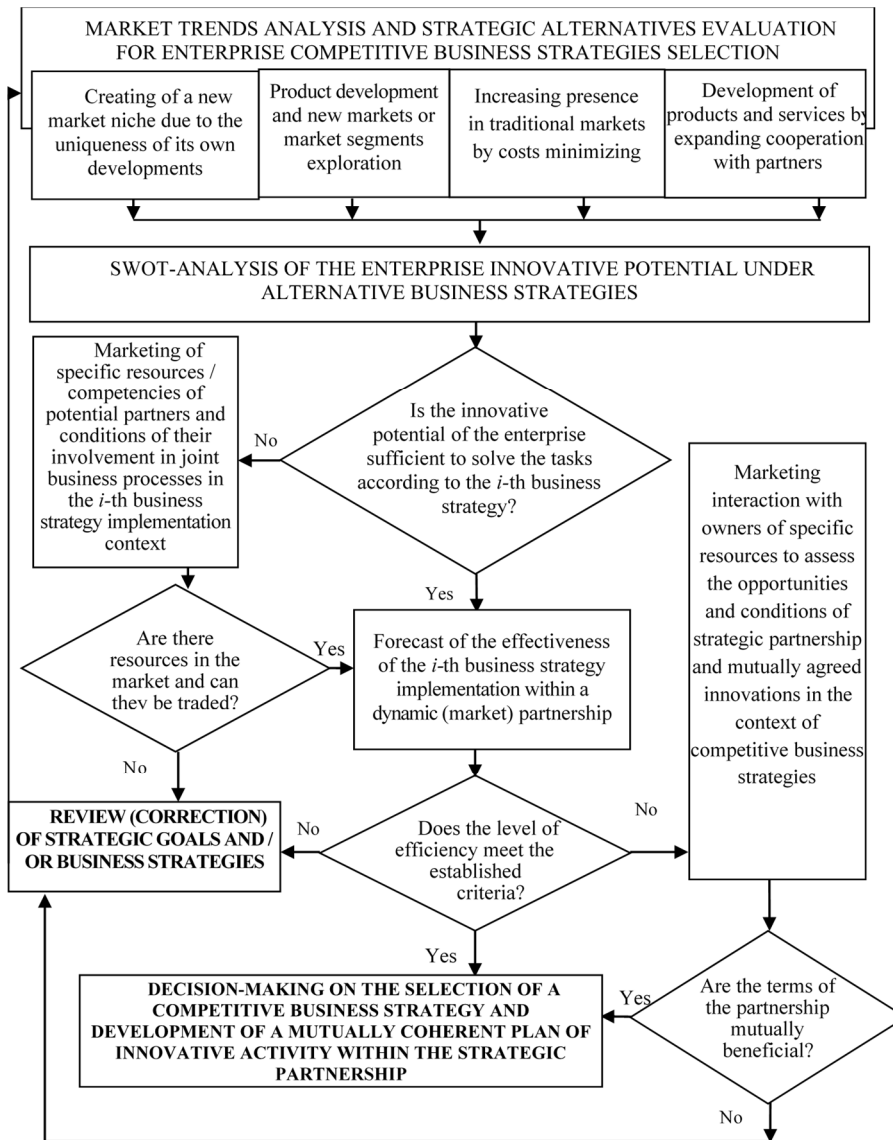 MARKET TRENDS ANALYSIS AND STRATEGIC ALTERNATIVES EVALUATION
FOR ENTERPRISE COMPETITIVE BUSINESS STRATEGIES SELECTION
Creating of a new
market niche due to the
uniqueness of its own
developments
Product development
and new markets or
market segments
exploration
Increasing presence
in traditional markets
by costs minimizing
Development of
products and services by
expanding cooperation
with partners
SWOT-ANALYSIS OF THE ENTERPRISE INNOVATIVE POTENTIAL UNDER
ALTERNATIVE BUSINESS STRATEGIES
Marketing of
specific resources /
competencies of
potential partners and
conditions of their
involvement in joint
business processes in
the i-th business
strategy implementation
context
No
Is the innovative
potential of the enterprise
sufficient to solve the tasks
according to the i-th business
strategy?
Yes
Marketing
interaction with
owners of specific
resources to assess
the opportunities
and conditions of
strategic partnership
and mutually agreed
innovations in the
context of
competitive business
strategies
Are there
resources in the
market and can
they be traded?
Yes
No
Forecast of the effectiveness
of the i-th business strategy
implementation within a
dynamic (market) partnership
REVIEW (CORRECTION)
OF STRATEGIC GOALS AND /
OR BUSINESS STRATEGIES
No
Does the level of
efficiency meet the
established
criteria?
No
Yes
DECISION-MAKING ON THE SELECTION OF A
COMPETITIVE BUSINESS STRATEGY AND
DEVELOPMENT OF A MUTUALLY COHERENT PLAN OF
INNOVATIVE ACTIVITY WITHIN THE STRATEGIC
PARTNERSHIP
Yes
Are the terms of
the partnership
mutually
beneficial?
No